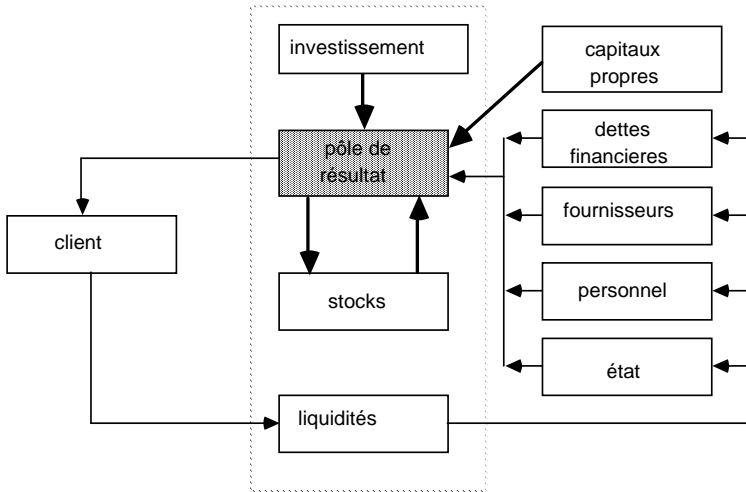 investissement
capitaux
propres
pôle de
résultat
dettes
financieres
client
fournisseurs
stocks
personnel
état
liquidités